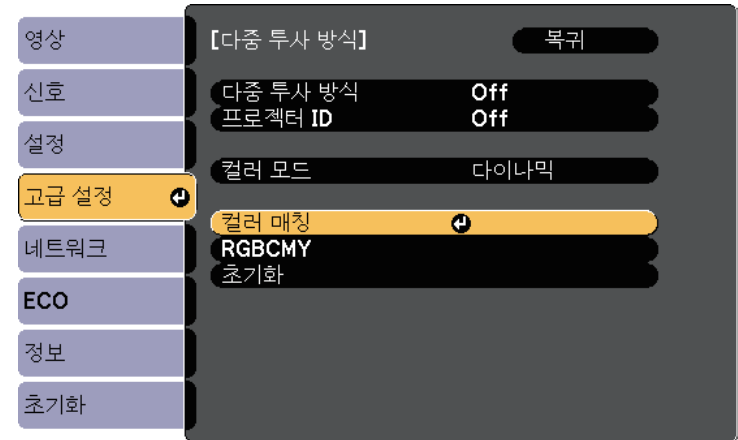 영상
신호
설정
고급 설정
네트워크
ECO
정보
초기화
[다중 투사 방식] 복귀
다중 투사 방식 Off
프로젝터 ID Off
컬러 모드 다이나믹
컬러 매칭
RGBCMY
초기화